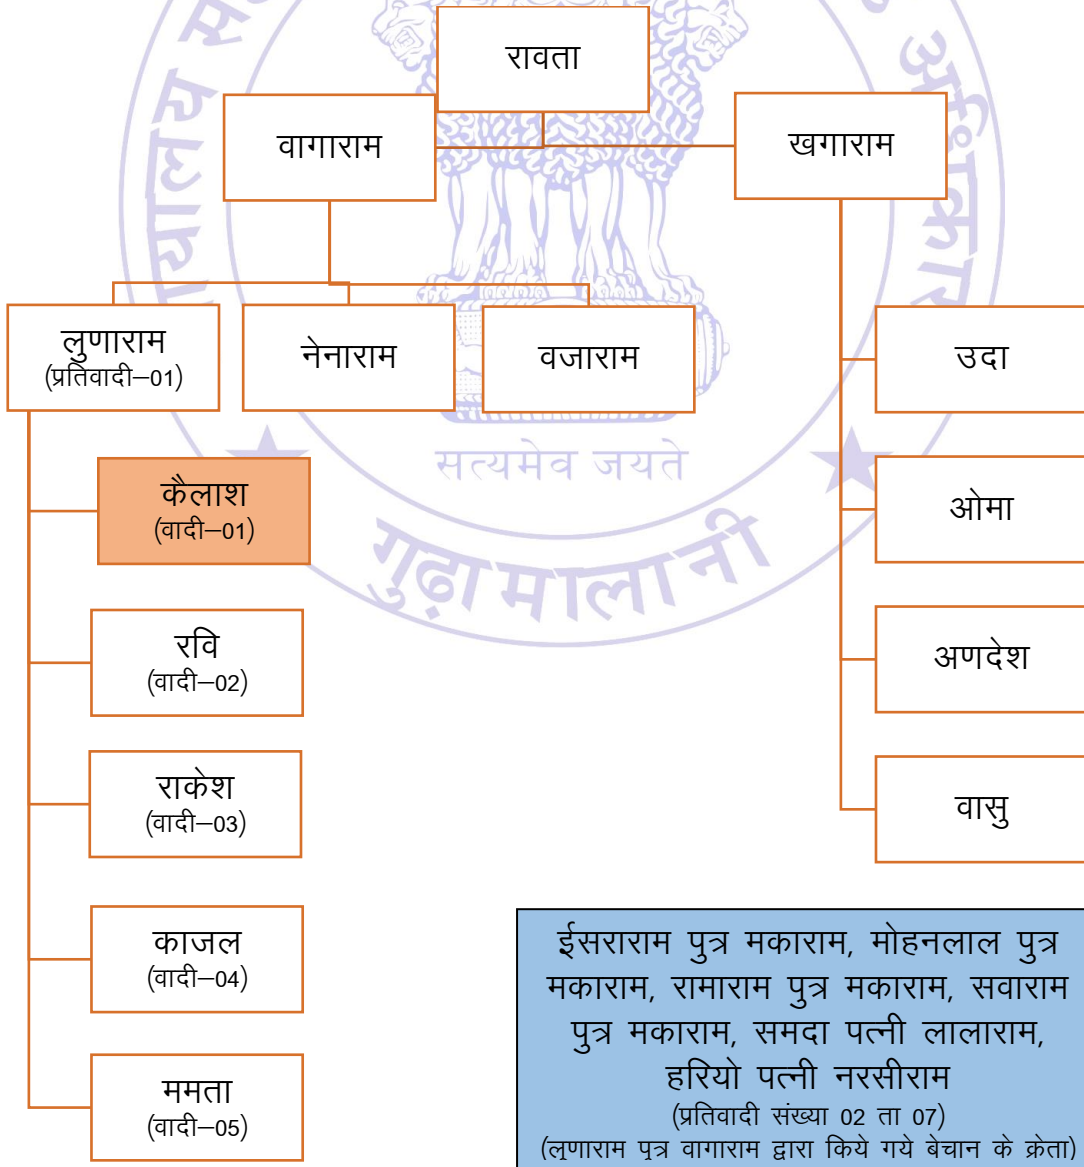 रावता
वागाराम
खगाराम
लुणाराम
(प्रतिवादी–01)
नेनाराम
वजाराम
उदा
सत्यमेव जयते
कैलाश
(वादी–01)
ओमा
गुढ़ामालानी
रवि
(वादी–02)
अणदेश
राकेश
(वादी–03)
वासु
काजल
(वादी–04)
ममता
(वादी–05)
ईसराराम पुत्र मकाराम, मोहनलाल पुत्र
मकाराम, रामाराम पुत्र मकाराम, सवाराम
पुत्र मकाराम, समदा पत्नी लालाराम,
हरियो पत्नी नरसीराम
(प्रतिवादी संख्या 02 ता 07)
(लुणाराम पुत्र वागाराम द्वारा किये गये बेचान के क्रेता)